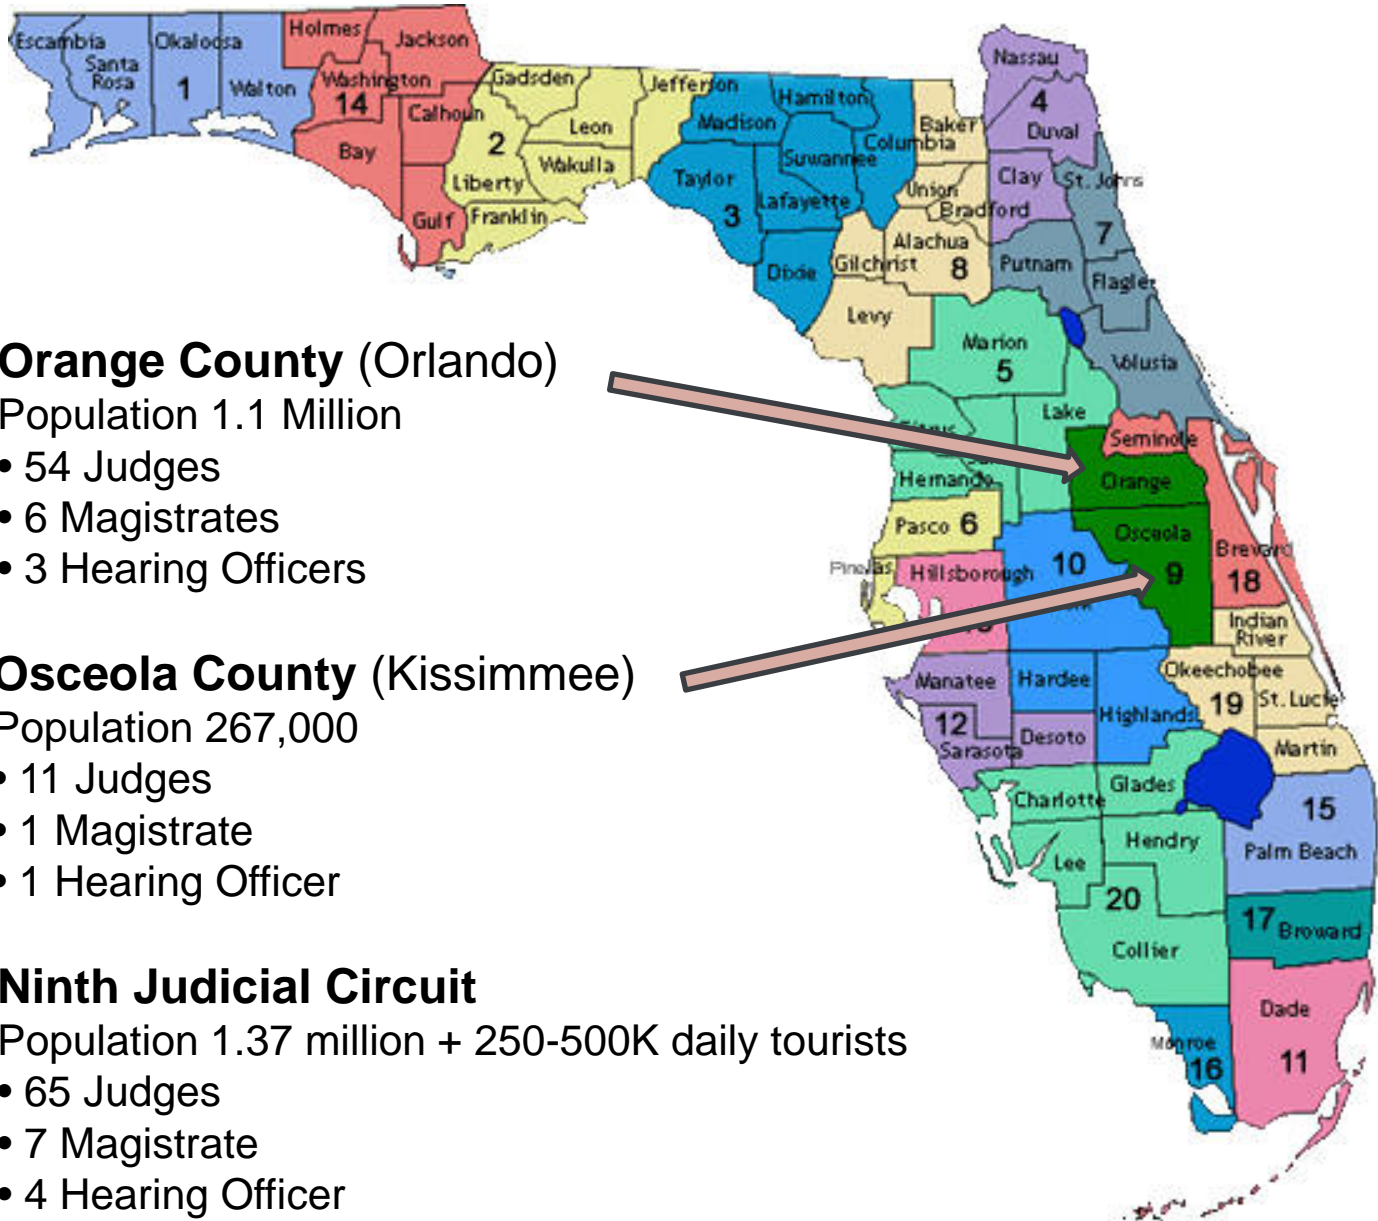 Escambia
Santa
Rosa
Okaloosa
1
Walton
Holmes
Jackson
Washington
14
Calhoun
Bay
Gulf
Gadsden
2
Leon
Liberty
Wakulla
Franklin
Jefferson
Madison
Hamilton
Suwannee
Columbia
Taylor
3
Lafayette
Dixie
Baker
Union
Bradford
Alachua
8
Gilchrist
Levy
Nassau
4
Duval
Clay
St. Johns
7
Putnam
Flagler
Volusia
Marion
5
Lake
Seminole
Hernando
Orange
Pasco 6
Osceola
9
Pinellas
Hillsborough
10
Brevard
18
Indian
River
Okeechobee
19
St. Lucie
Manatee
Hardee
Highlands
12
Sarasota
Desoto
Martin
Charlotte
Glades
15
Palm Beach
Lee
Hendry
20
Collier
17 Broward
Dade
11
Monroe
16
Orange County (Orlando)
Population 1.1 Million
• 54 Judges
• 6 Magistrates
• 3 Hearing Officers
Osceola County (Kissimmee)
Population 267,000
• 11 Judges
• 1 Magistrate
• 1 Hearing Officer
Ninth Judicial Circuit
Population 1.37 million + 250-500K daily tourists
• 65 Judges
• 7 Magistrate
• 4 Hearing Officer